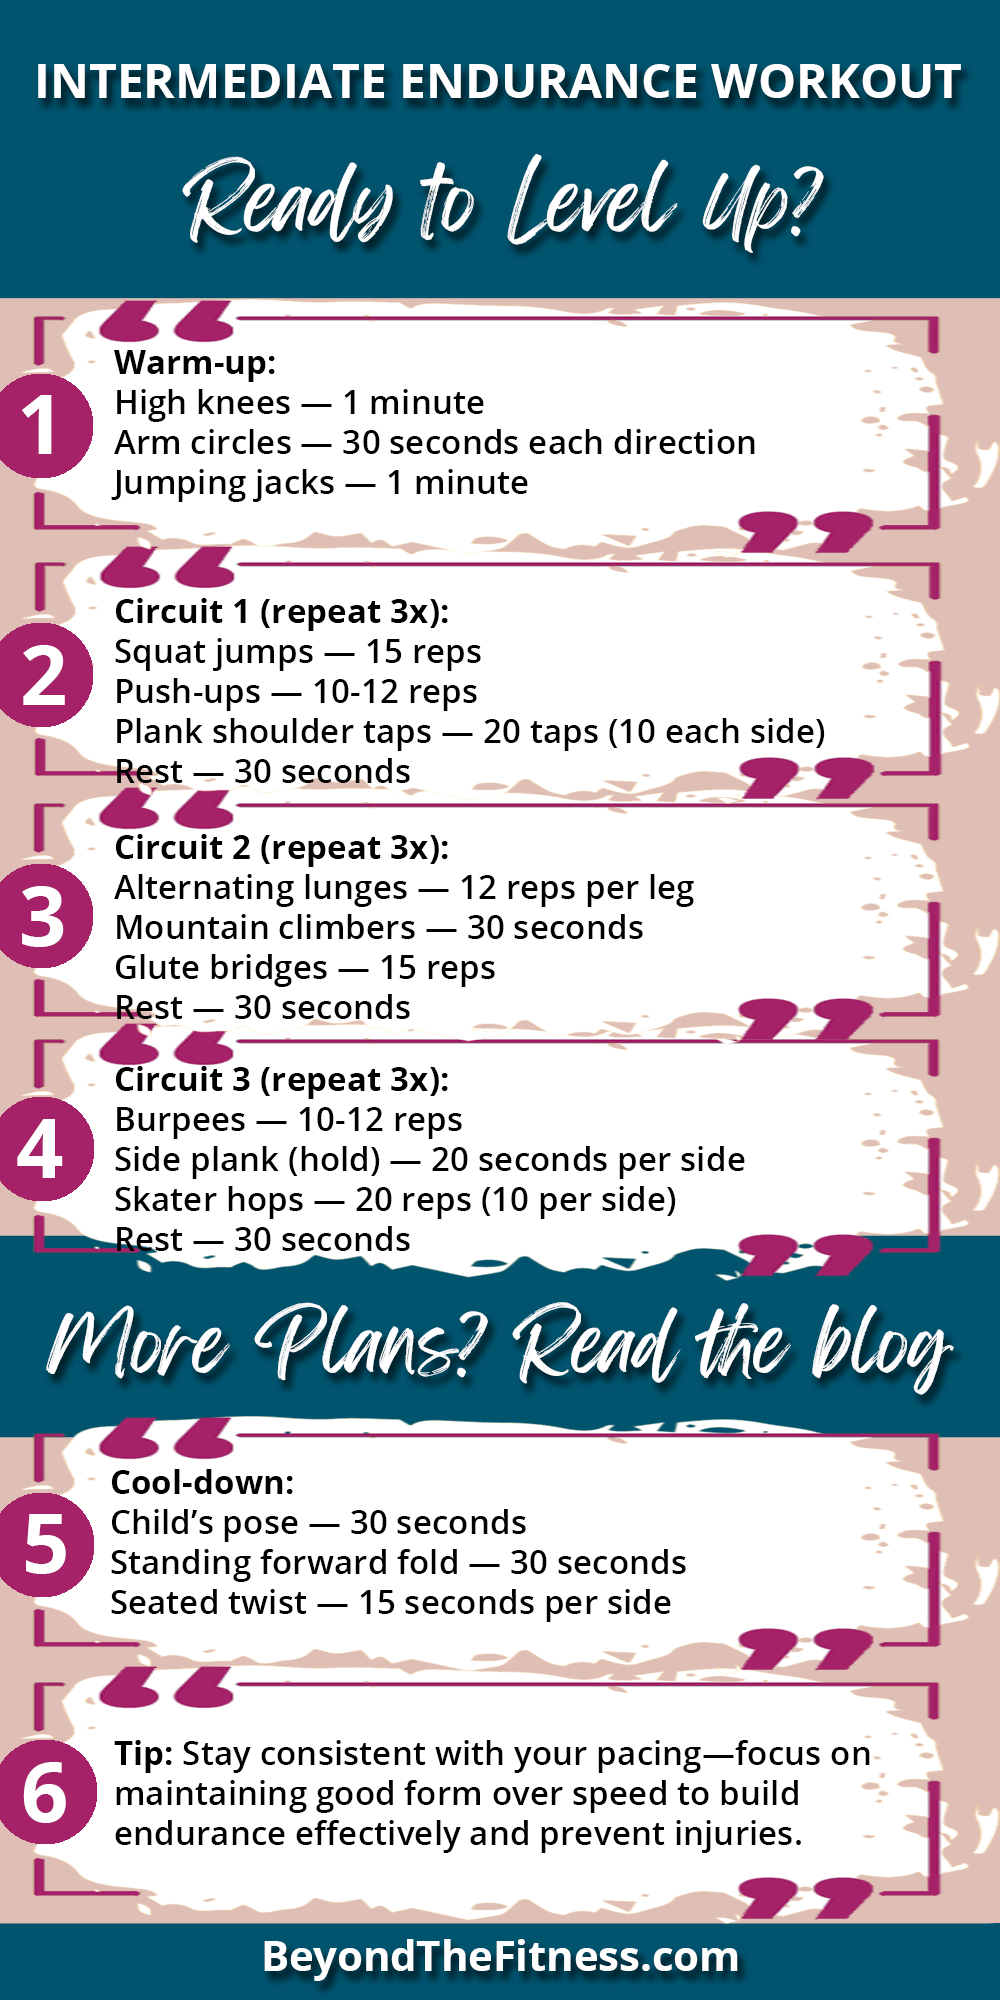 INTERMEDIATE ENDURANCE WORKOUT
Ready to Level Up?
1
Warm-up:
High knees — 1 minute
Arm circles — 30 seconds each direction
Jumping jacks — 1 minute
2
Circuit 1 (repeat 3x):
Squat jumps — 15 reps
Push-ups — 10-12 reps
Plank shoulder taps — 20 taps (10 each side)
Rest — 30 seconds
3
Circuit 2 (repeat 3x):
Alternating lunges — 12 reps per leg
Mountain climbers — 30 seconds
Glute bridges — 15 reps
Rest — 30 seconds
4
Circuit 3 (repeat 3x):
Burpees — 10-12 reps
Side plank (hold) — 20 seconds per side
Skater hops — 20 reps (10 per side)
Rest — 30 seconds
More Plans? Read the blog
5
Cool-down:
Child’s pose — 30 seconds
Standing forward fold — 30 seconds
Seated twist — 15 seconds per side
6
Tip: Stay consistent with your pacing—focus on
maintaining good form over speed to build
endurance effectively and prevent injuries.
BeyondTheFitness.com